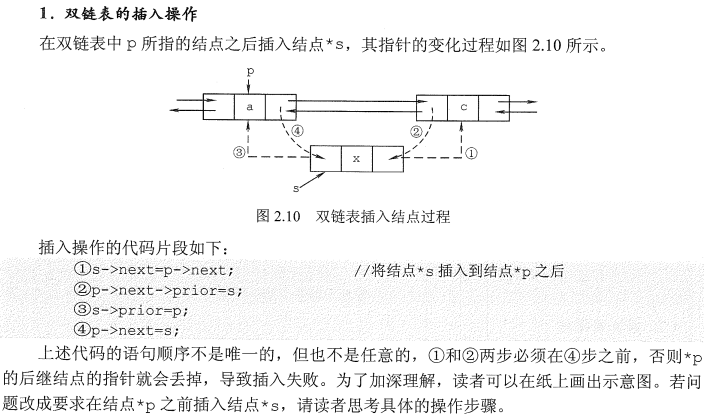 1．双链表的插入操作
在双链表中 p 所指的结点之后插入结点*s，其指针的变化过程如图 2.10 所示。
p
a
c
④
②
③
x
①
s
图 2.10 双链表插入结点过程
插入操作的代码片段如下：
①s->next=p->next; //将结点*s 插入到结点*p 之后
②p->next->prior=s;
③s->prior=p;
④p->next=s;
上述代码的语句顺序不是唯一的，但也不是任意的，①和②两步必须在④步之前，否则*p
的后继结点的指针就会丢掉，导致插入失败。为了加深理解，读者可以在纸上画出示意图。若问
题改成要求在结点*p 之前插入结点*s，请读者思考具体的操作步骤。